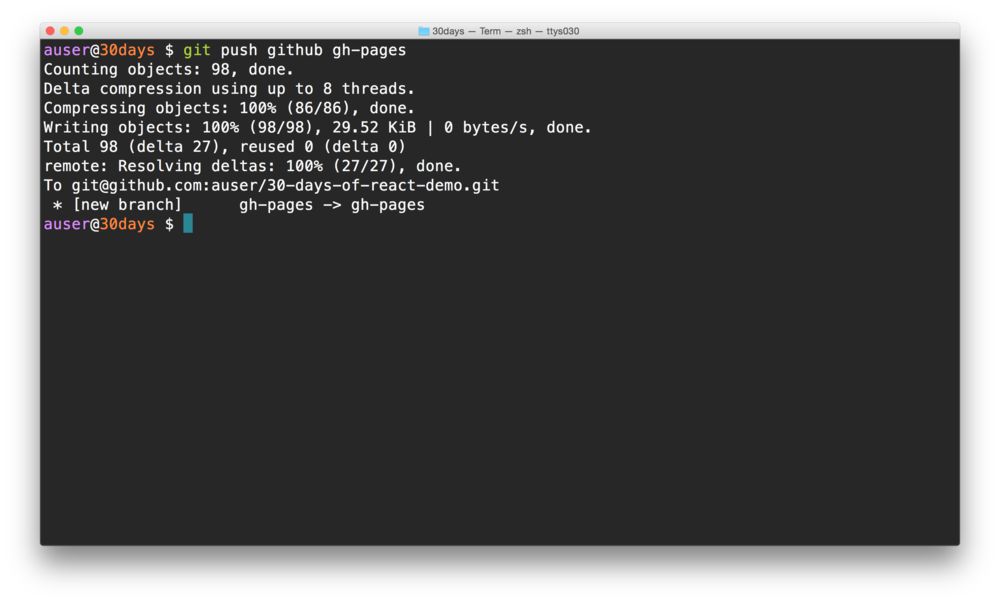 30days — Term — zsh — ttys030
auser@30days $ git push github gh-pages
Counting objects: 98, done.
Delta compression using up to 8 threads.
Compressing objects: 100% (86/86), done.
Writing objects: 100% (98/98), 29.52 KiB | 0 bytes/s, done.
Total 98 (delta 27), reused 0 (delta 0)
remote: Resolving deltas: 100% (27/27), done.
To git@github.com:auser/30-days-of-react-demo.git
 * [new branch]      gh-pages -> gh-pages
auser@30days $